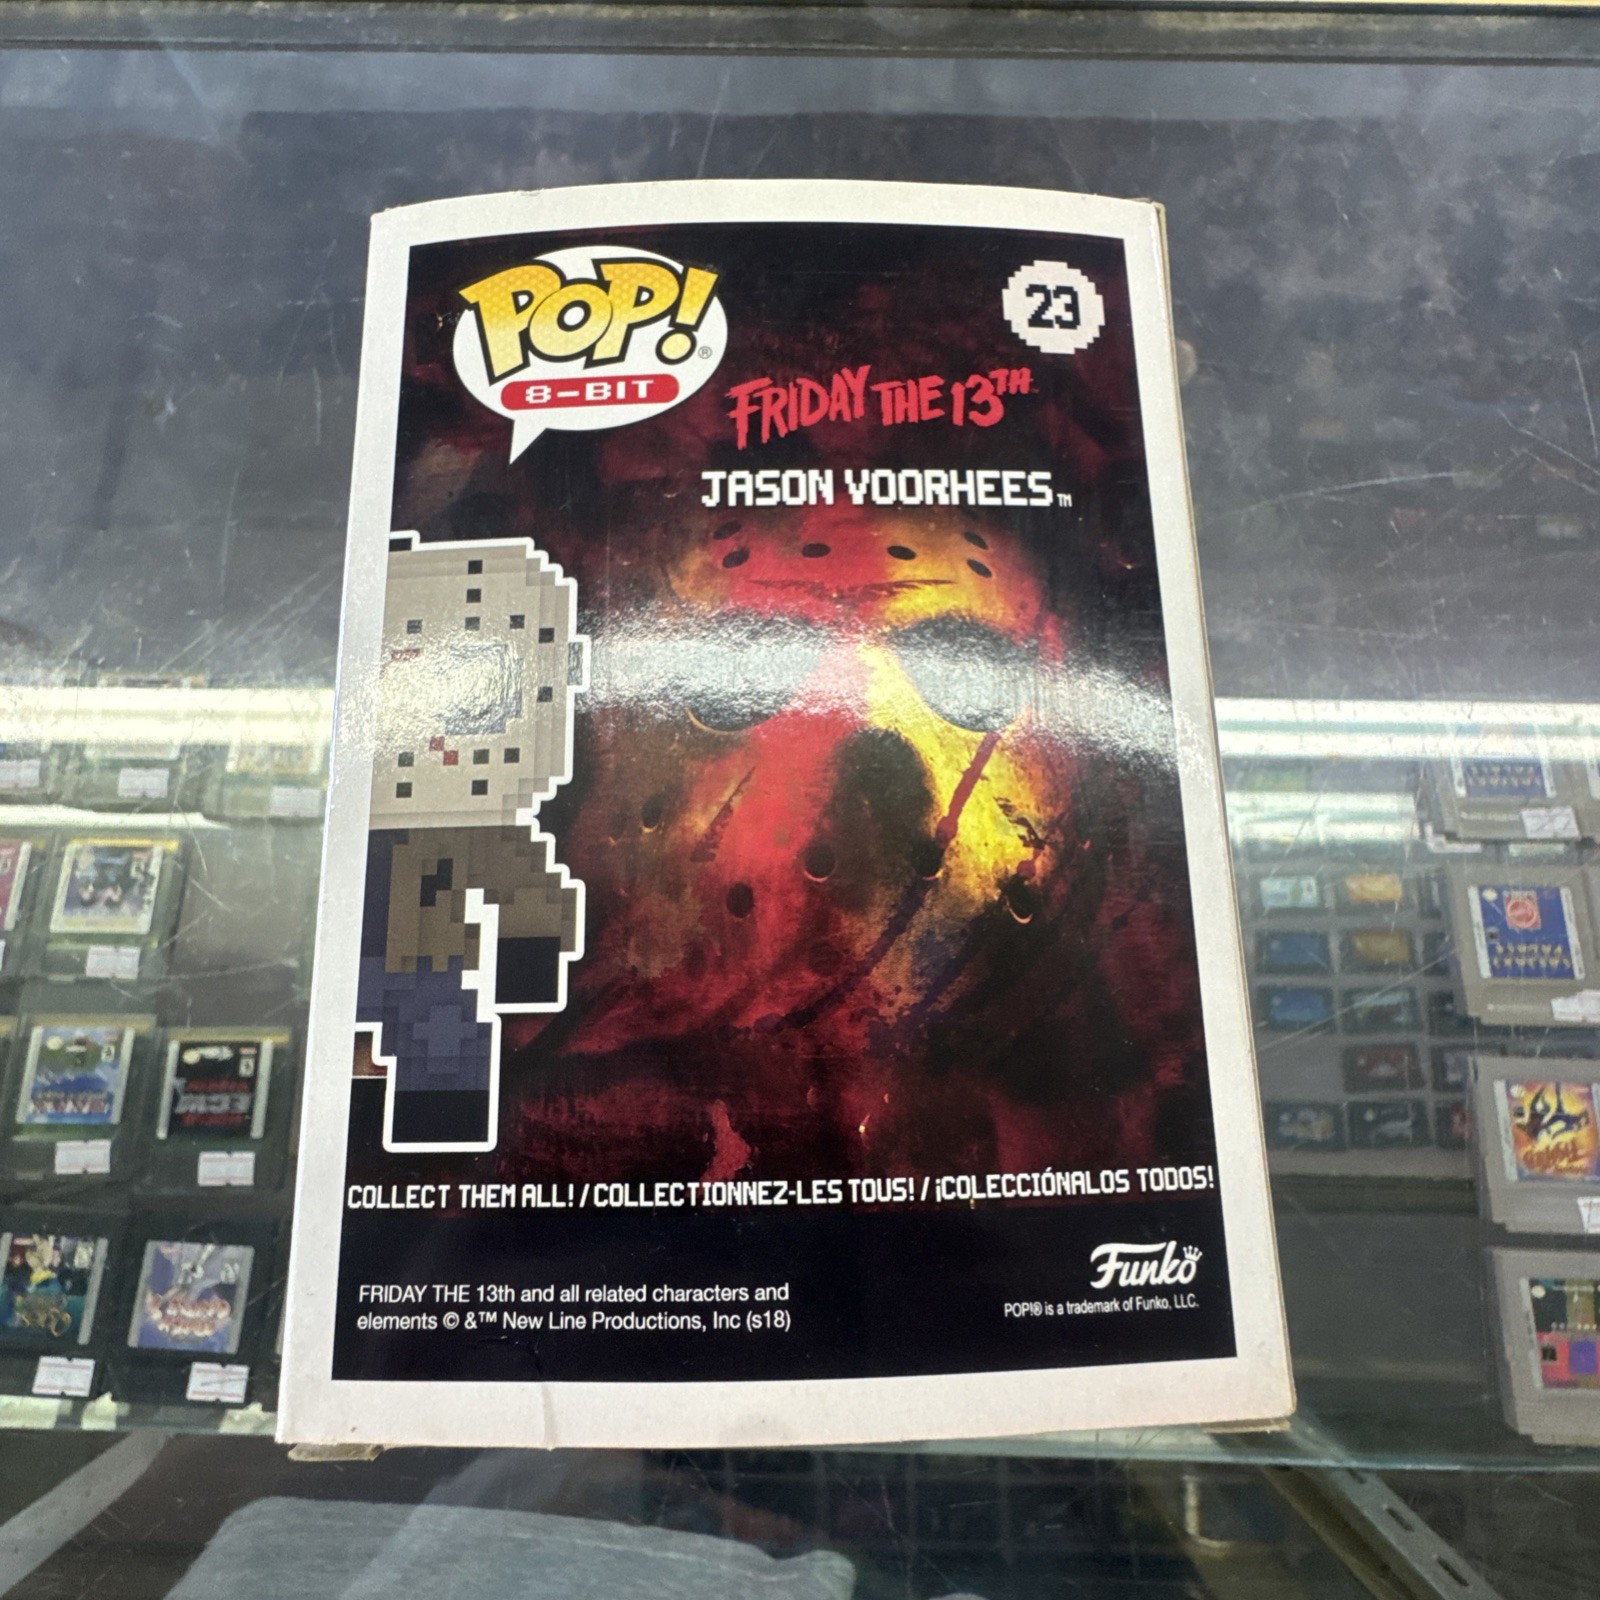 POP!®
8-BIT
23
FRIDAY THE 13TH
JASON VOORHEES™
COLLECT THEM ALL! / COLLECTIONNEZ-LES TOUS! / ¡COLECCIÓNALOS TODOS!
FRIDAY THE 13th and all related characters and
elements © &™ New Line Productions, Inc (s18)
Funko
POP!® is a trademark of Funko, LLC.